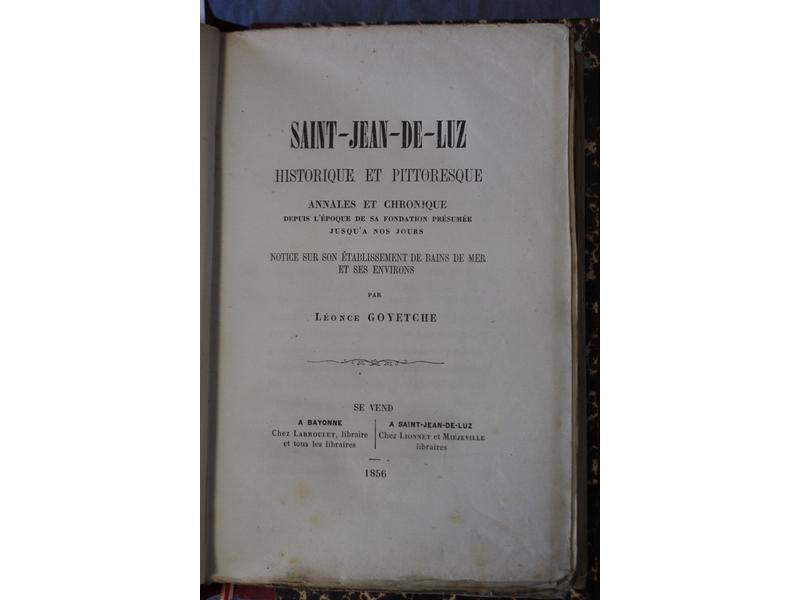 SAINT-JEAN-DE-LUZ
HISTORIQUE ET PITTORESQUE
ANNALES ET CHRONIQUE
DEPUIS L'ÉPOQUE DE SA FONDATION PRÉSUMÉE
JUSQU'A NOS JOURS
NOTICE SUR SON ÉTABLISSEMENT DE BAINS DE MER
ET SES ENVIRONS
PAR
LÉONCE GOYETCHE
SE VEND
A BAYONNE
Chez LARROULET, libraire
et tous les libraires
A SAINT-JEAN-DE-LUZ
Chez LIONNET et MIÉJEVILLE
libraires
1856